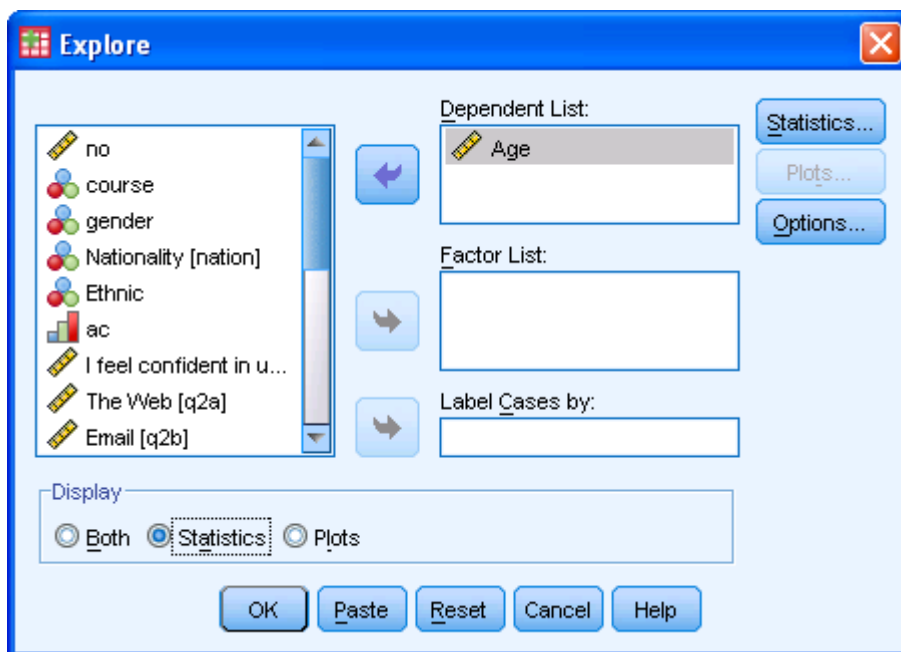 Explore
no
course
gender
Nationality [nation]
Ethnic
ac
I feel confident in u...
The Web [q2a]
Email [q2b]
Dependent List:
Age
Factor List:
Label Cases by:
Statistics...
Plots...
Options...
Display
Both Statistics Plots
OK Paste Reset Cancel Help